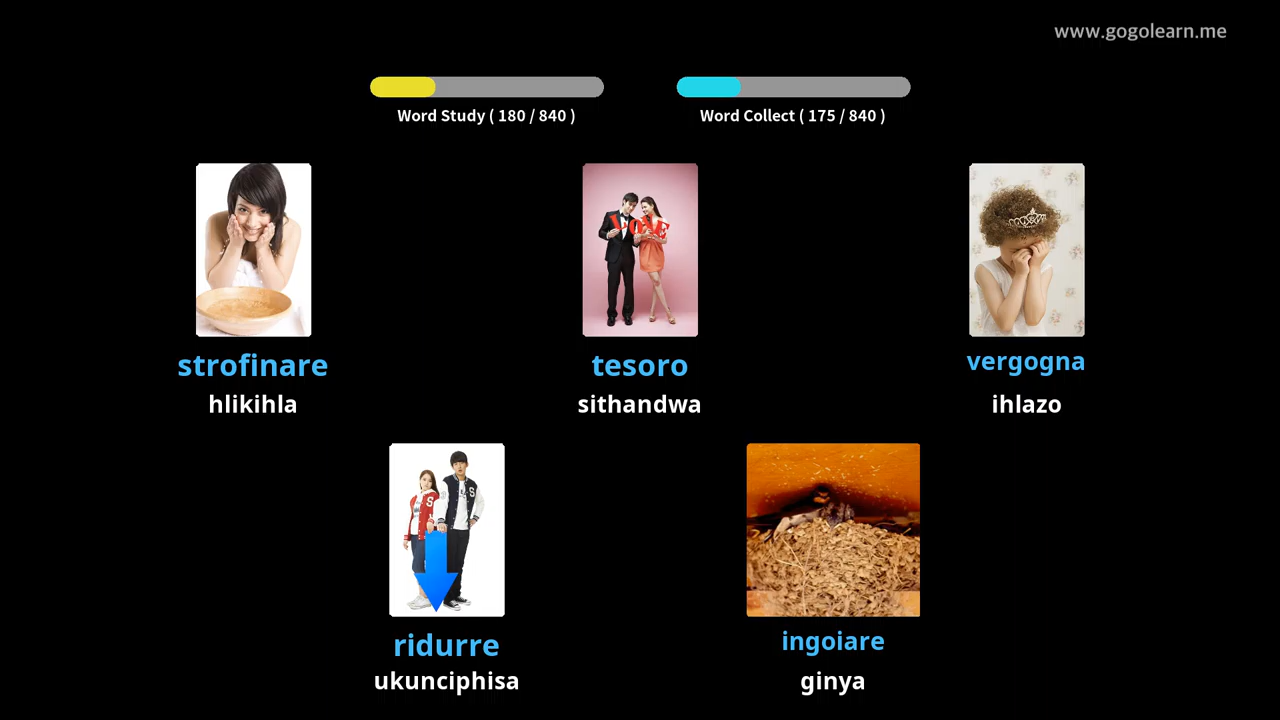 www.gogolearn.me
Word Study ( 180 / 840 )
Word Collect ( 175 / 840 )
LOVE
strofinare
tesoro
vergogna
hlikihla
sithandwa
ihlazo
S
S
ridurre
ingoiare
ukunciphisa
ginya